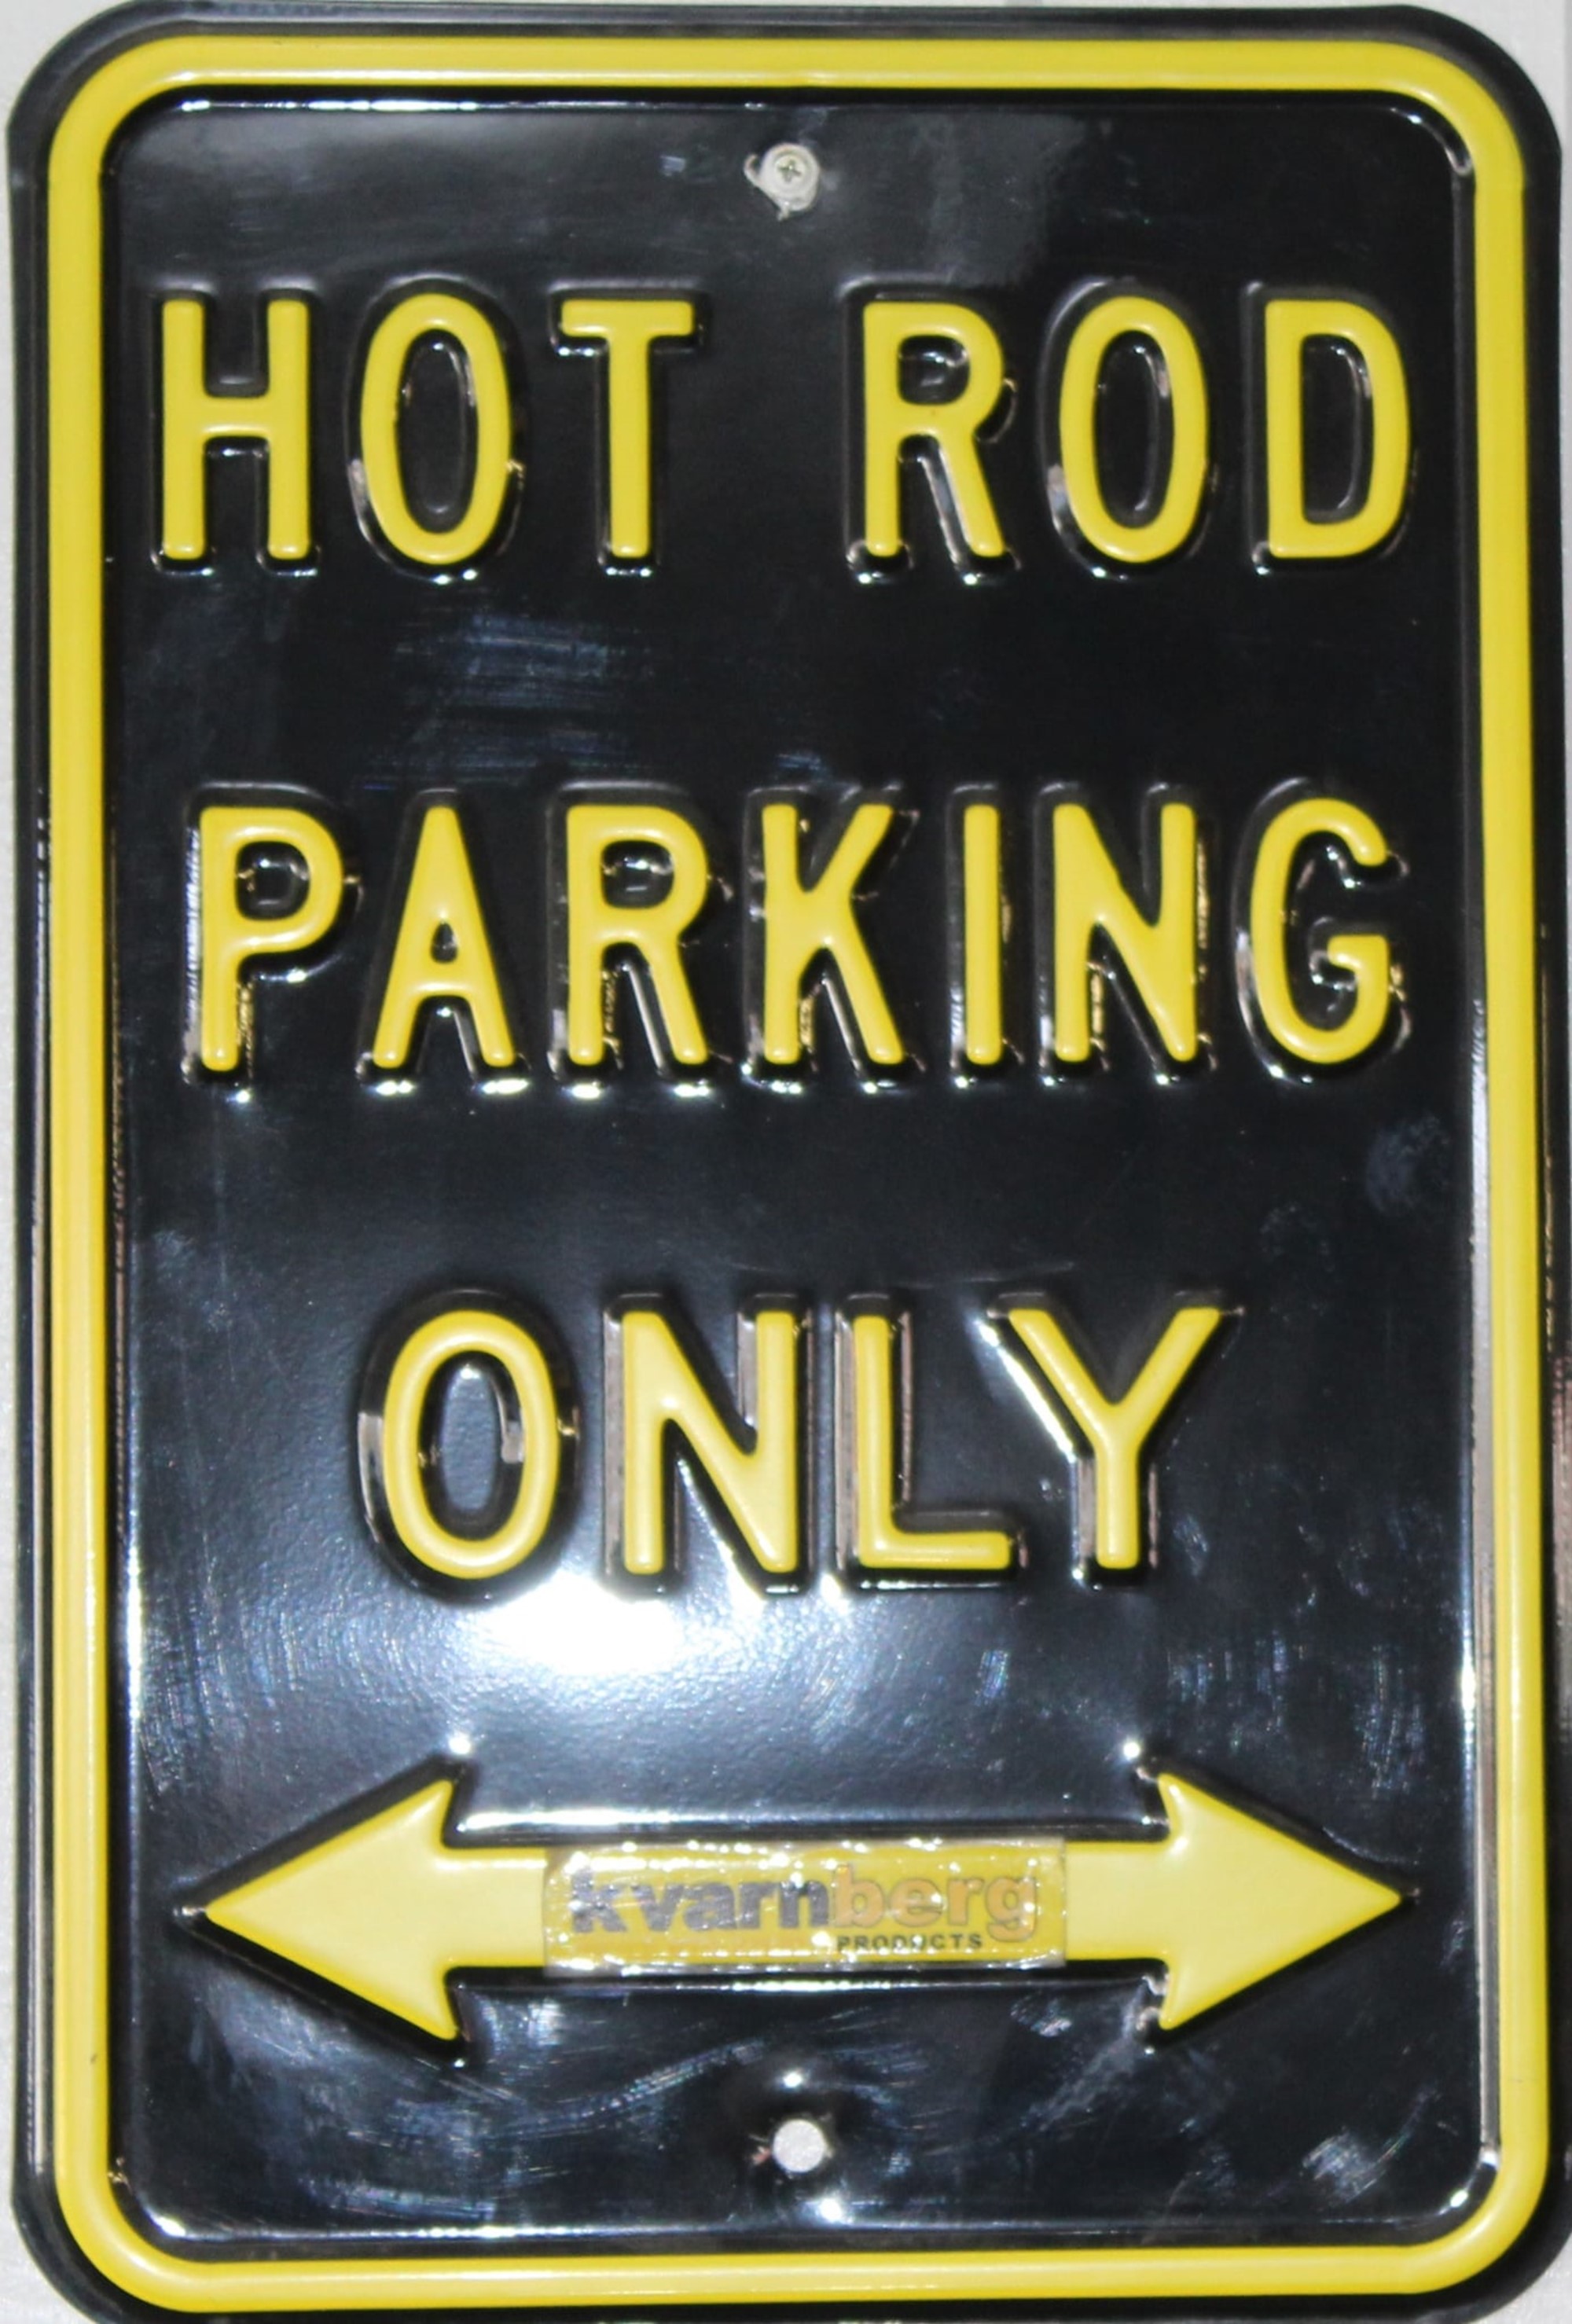 HOT ROD
PARKING
ONLY
kvarnberg
PRODUCTS